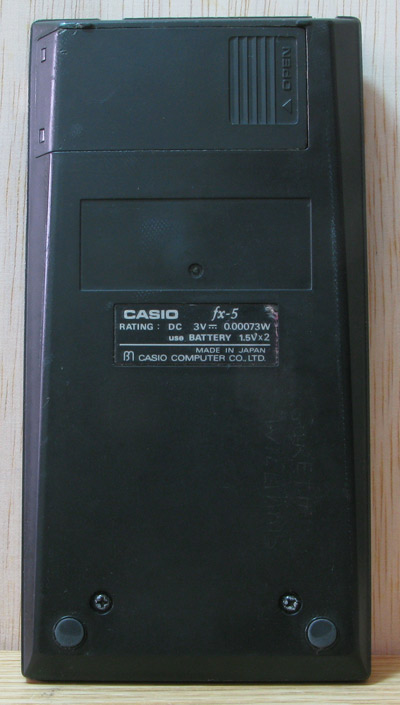 △ OPEN
CASIO fx-5
RATING : DC 3V⎓ 0.00073W
use BATTERY 1.5V×2
MADE IN JAPAN
CASIO COMPUTER CO., LTD.